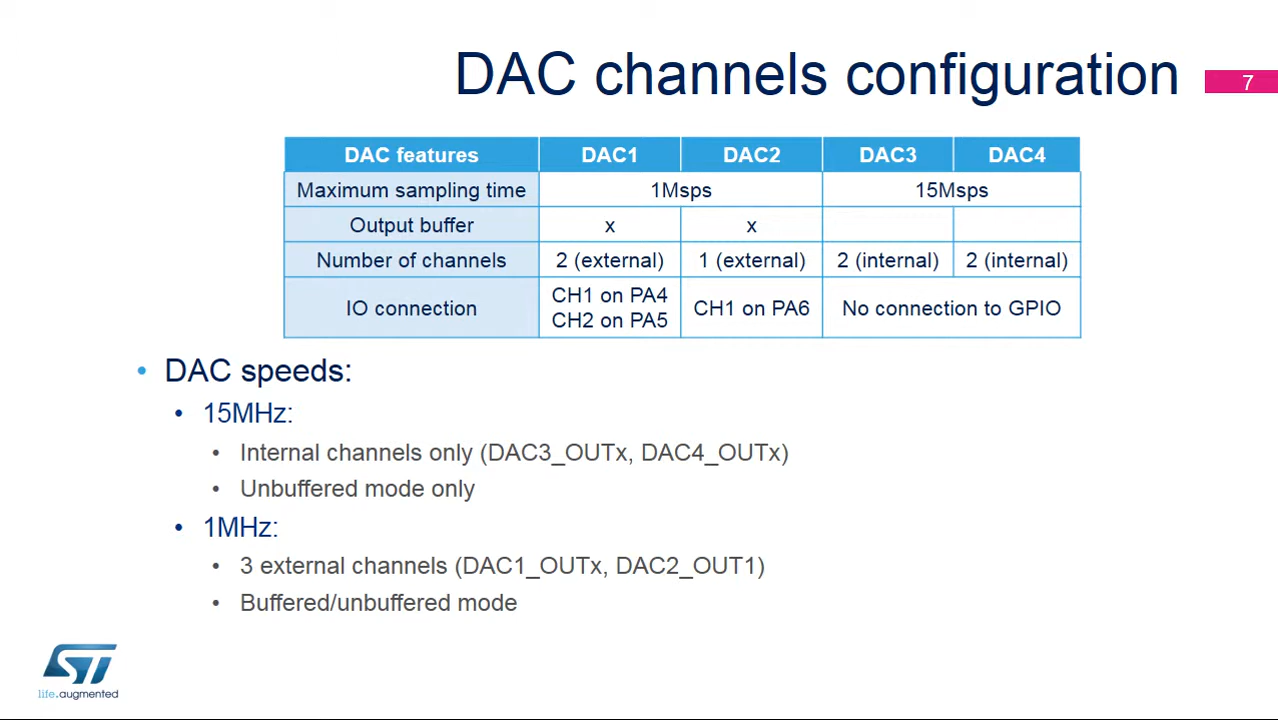 DAC channels configuration
7
DAC features DAC1 DAC2 DAC3 DAC4
Maximum sampling time 1Msps 15Msps
Output buffer x x
Number of channels 2 (external) 1 (external) 2 (internal) 2 (internal)
IO connection CH1 on PA4 CH2 on PA5 CH1 on PA6 No connection to GPIO
• DAC speeds:
• 15MHz:
• Internal channels only (DAC3_OUTx, DAC4_OUTx)
• Unbuffered mode only
• 1MHz:
• 3 external channels (DAC1_OUTx, DAC2_OUT1)
• Buffered/unbuffered mode
ST
life.augmented